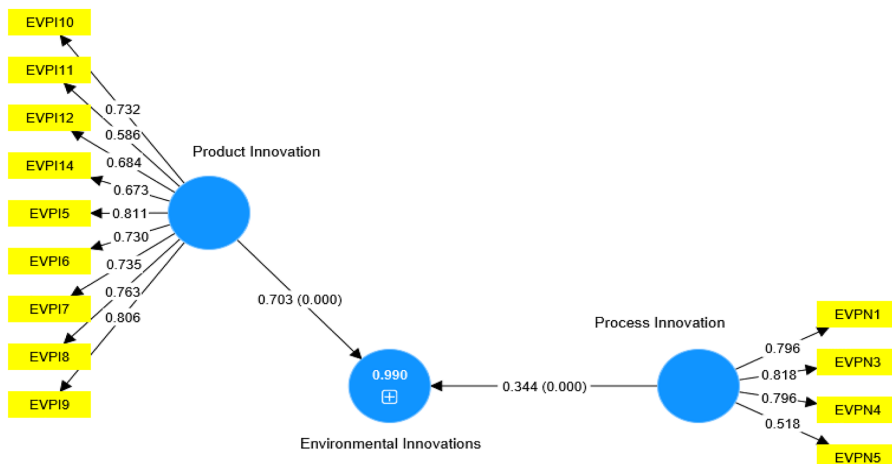 EVPI10
EVPI11
EVPI12
EVPI14
EVPI5
EVPI6
EVPI7
EVPI8
EVPI9
0.732
0.586
0.684
0.673
0.811
0.730
0.735
0.763
0.806
Product Innovation
0.703 (0.000)
0.990
Environmental Innovations
0.344 (0.000)
Process Innovation
0.796
0.818
0.796
0.518
EVPN1
EVPN3
EVPN4
EVPN5